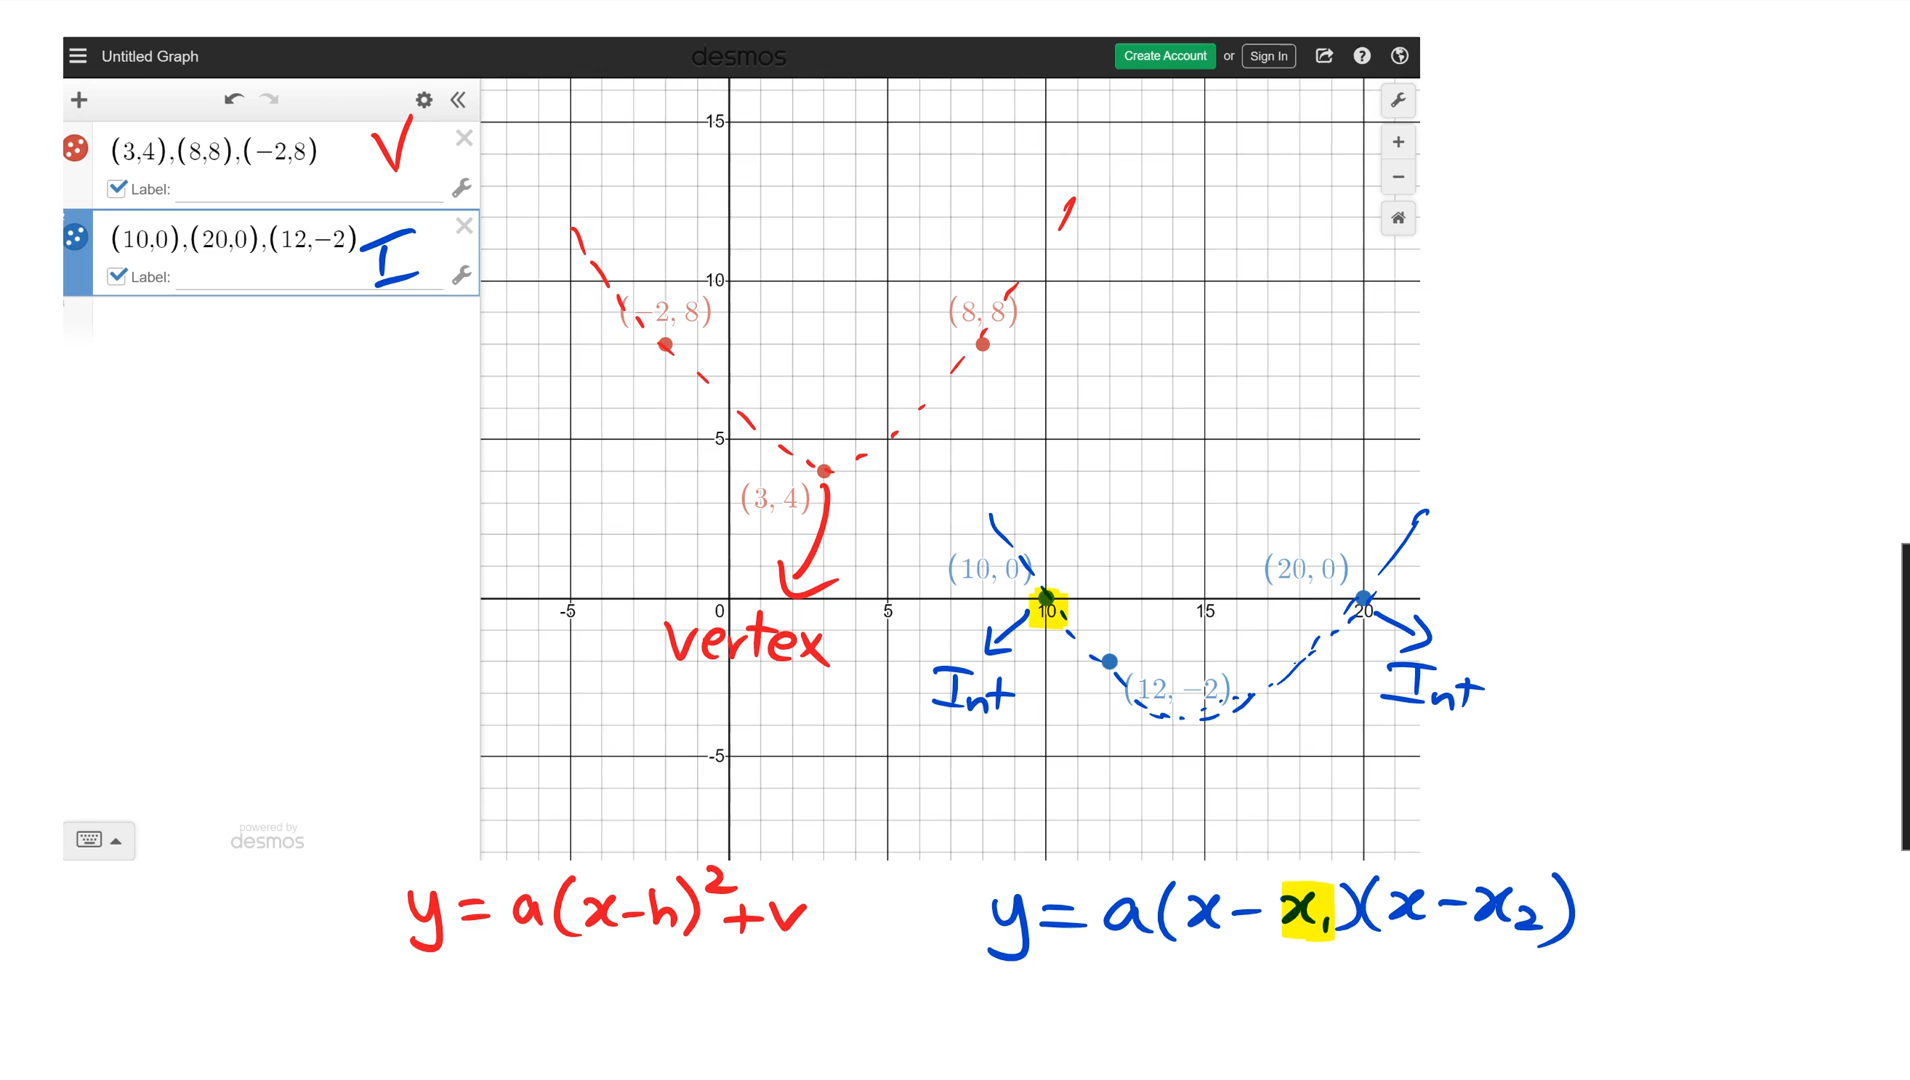 Untitled Graph
desmos
Create Account or Sign In
(3,4),(8,8),(−2,8) V
Label:
(10,0),(20,0),(12,−2) I
Label:
15
10
(−2, 8)
(8, 8)
5
(3, 4)
(10, 0)
(20, 0)
-5
0
5
10
15
20
vertex
Int
(12, −2)
Int
-5
powered by
desmos
y = a(x−h)²+v
y = a(x−x₁)(x−x₂)